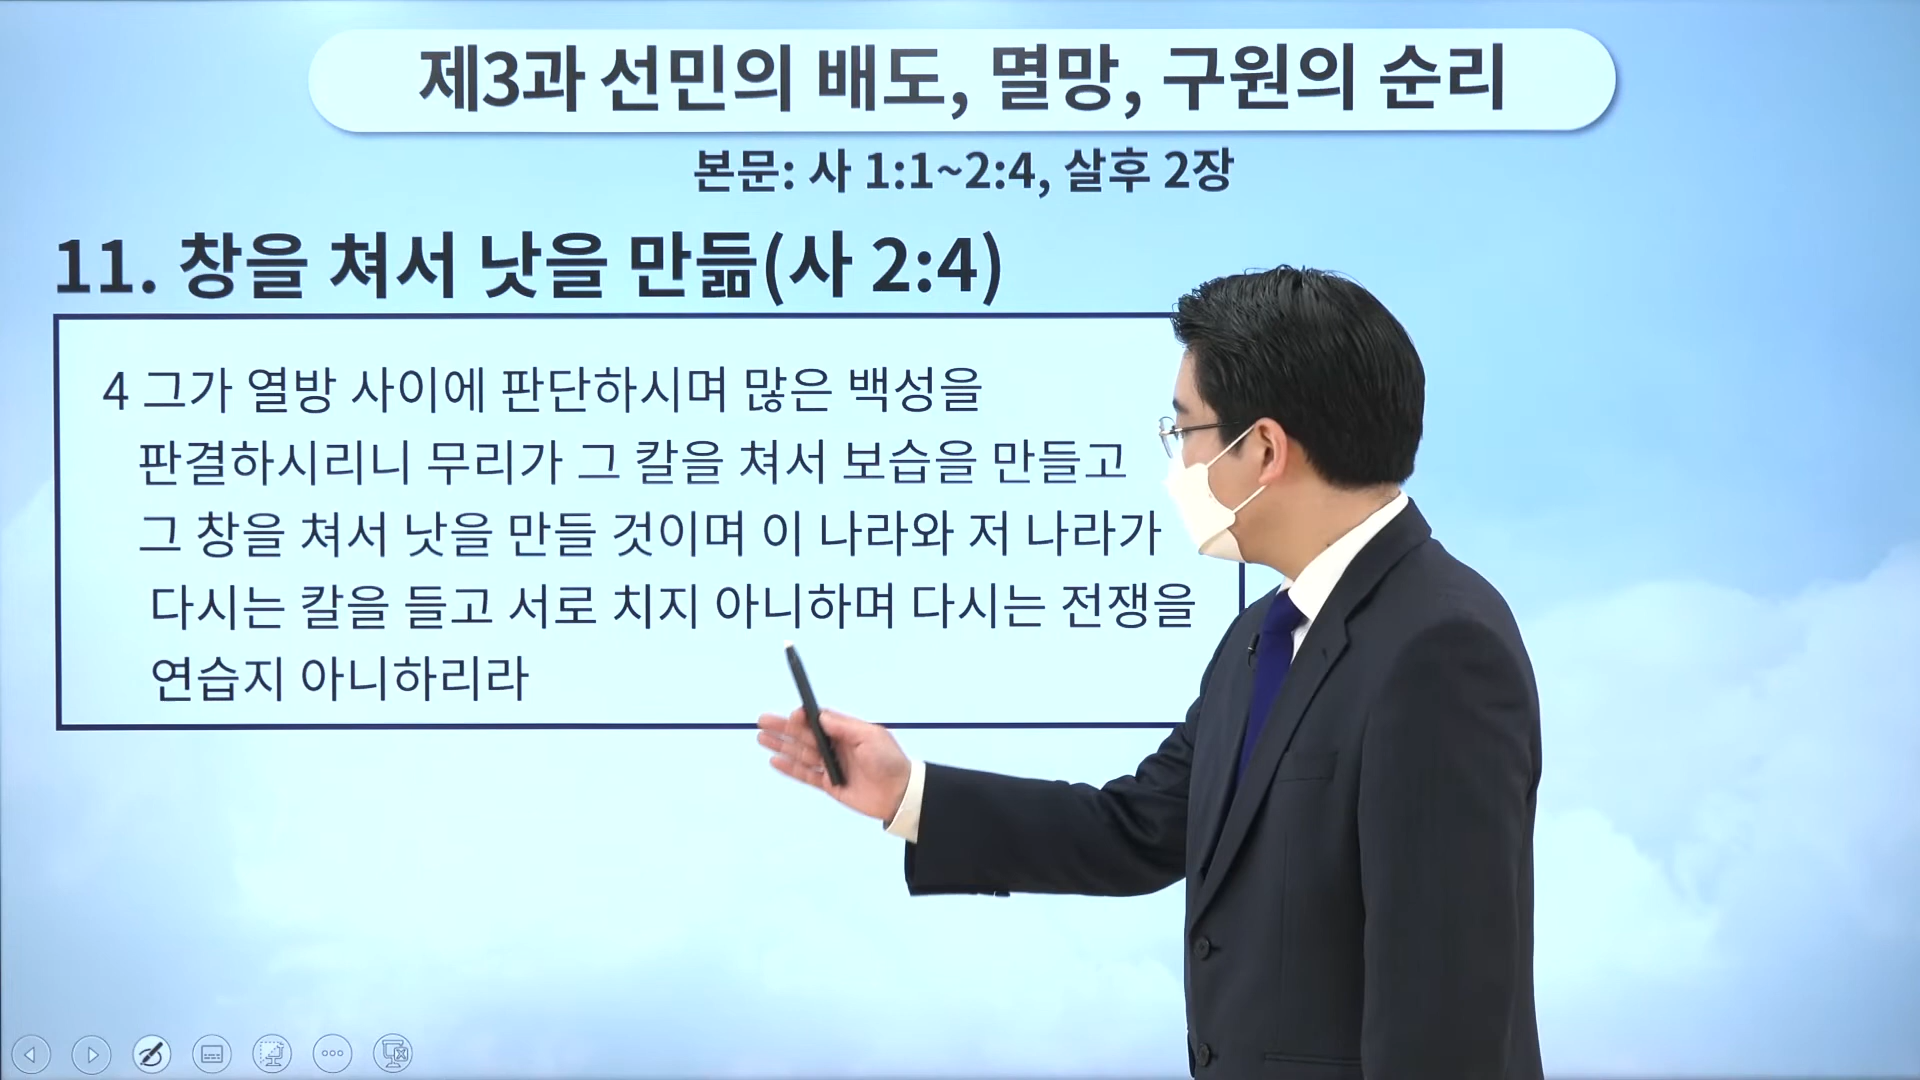 제3과 선민의 배도, 멸망, 구원의 순리
본문: 사 1:1~2:4, 살후 2장
11. 창을 쳐서 낫을 만듦(사 2:4)
4 그가 열방 사이에 판단하시며 많은 백성을
판결하시리니 무리가 그 칼을 쳐서 보습을 만들고
그 창을 쳐서 낫을 만들 것이며 이 나라와 저 나라가
다시는 칼을 들고 서로 치지 아니하며 다시는 전쟁을
연습지 아니하리라